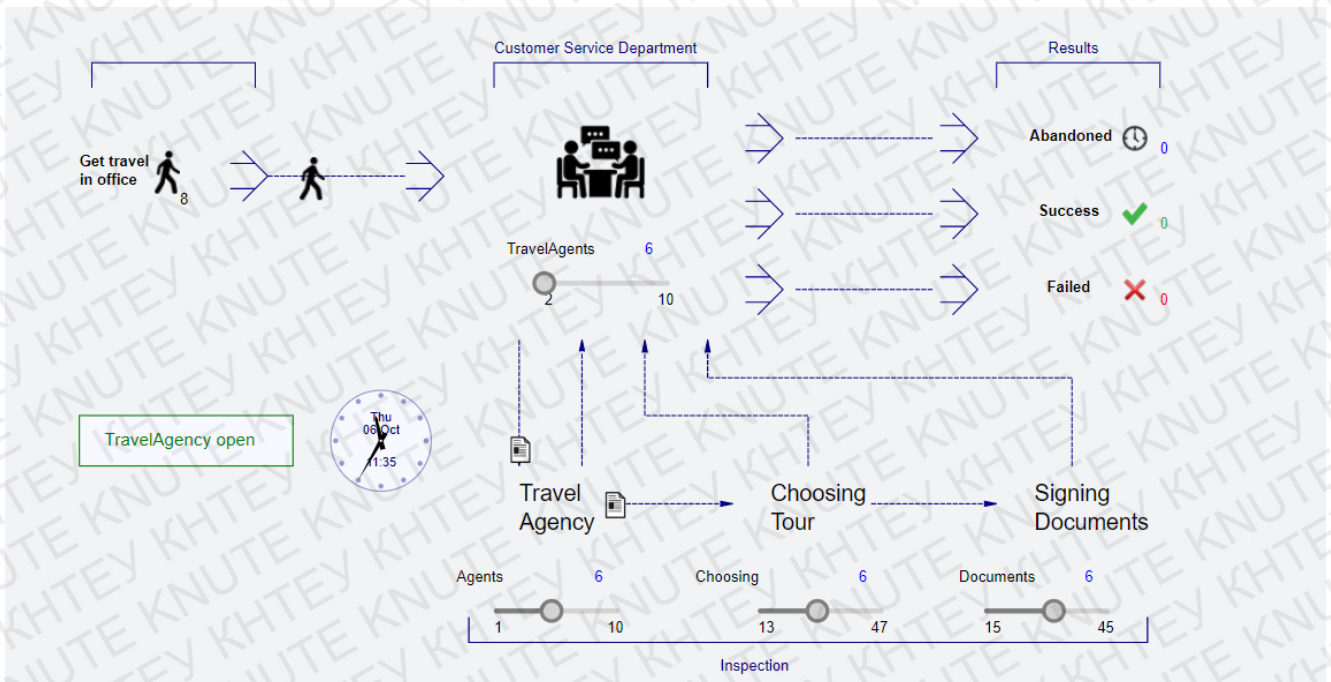 Customer Service Department
Results
Get travel
in office
8
Abandoned
0
Success
0
Failed
0
TravelAgents 6
2 10
TravelAgency open
Thu
06 Oct
11:35
Travel
Agency
Choosing
Tour
Signing
Documents
Agents 6
1 10
Choosing 6
13 47
Documents 6
15 45
Inspection
KNUTE KHTEY